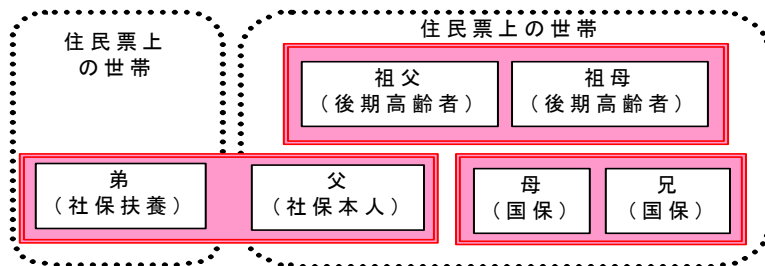 住民票上
の世帯
住民票上の世帯
祖父
（後期高齢者）
祖母
（後期高齢者）
弟
（社保扶養）
父
（社保本人）
母
（国保）
兄
（国保）